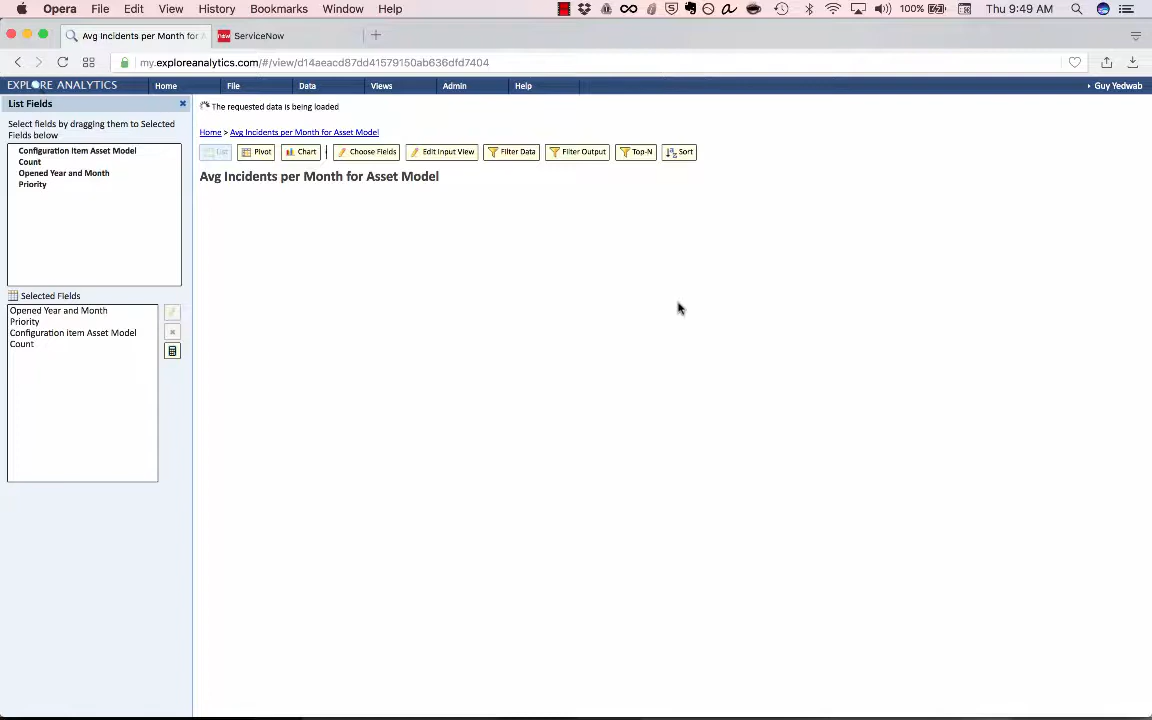 Opera File Edit View History Bookmarks Window Help 100% Thu 9:49 AM
Avg Incidents per Month for A ServiceNow
my.exploreanalytics.com/#/view/d14aeacd87dd41579150ab636dfd7404
EXPLORE ANALYTICS Home File Data Views Admin Help Guy Yedwab
List Fields
Select fields by dragging them to Selected
Fields below
Configuration Item Asset Model
Count
Opened Year and Month
Priority
Selected Fields
Opened Year and Month
Priority
Configuration item Asset Model
Count
The requested data is being loaded
Home > Avg Incidents per Month for Asset Model
List Pivot Chart Choose Fields Edit Input View Filter Data Filter Output Top-N Sort
Avg Incidents per Month for Asset Model